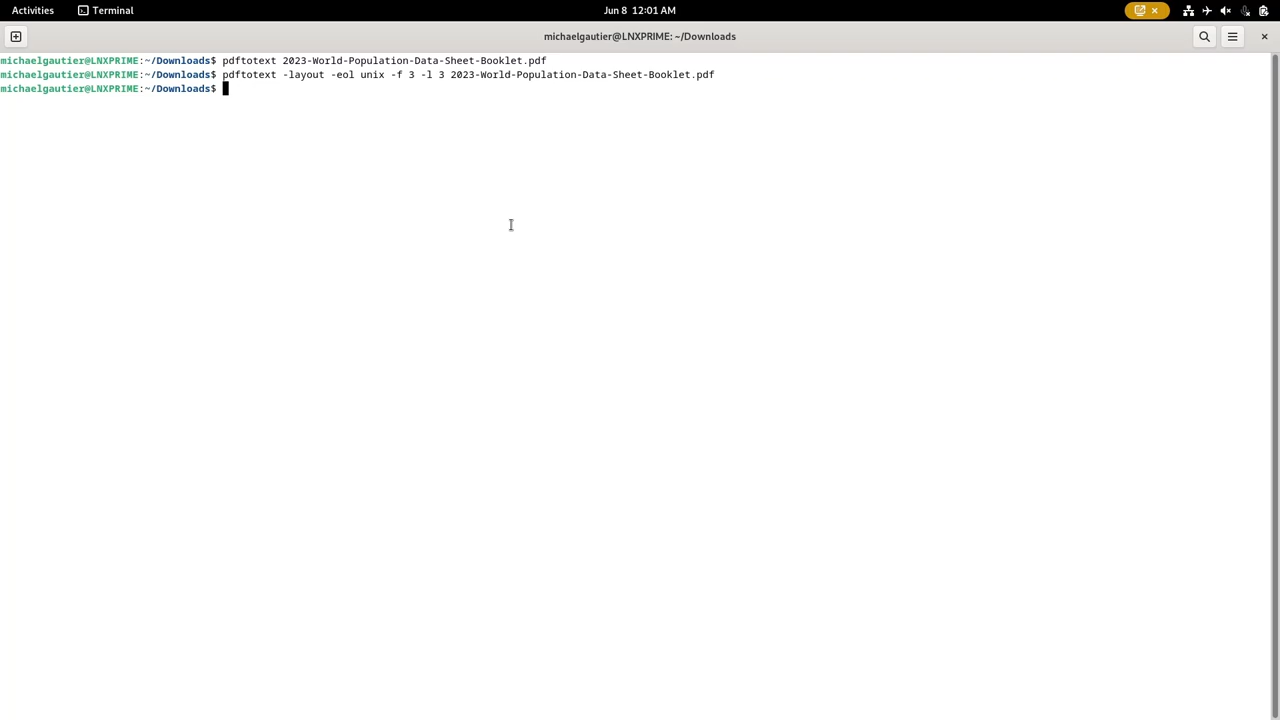 Activities Terminal Jun 8 12:01 AM
michaelgautier@LNXPRIME: ~/Downloads
michaelgautier@LNXPRIME:~/Downloads$ pdftotext 2023-World-Population-Data-Sheet-Booklet.pdf
michaelgautier@LNXPRIME:~/Downloads$ pdftotext -layout -eol unix -f 3 -l 3 2023-World-Population-Data-Sheet-Booklet.pdf
michaelgautier@LNXPRIME:~/Downloads$